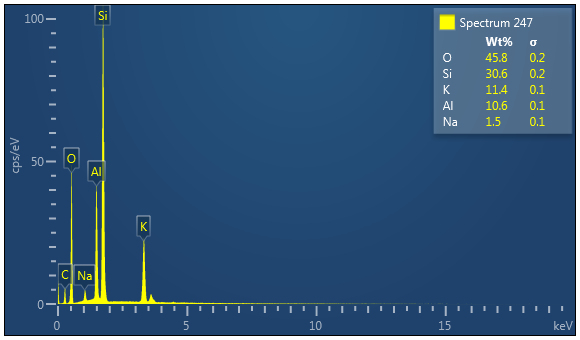 Spectrum 247
Wt% σ
O 45.8 0.2
Si 30.6 0.2
K 11.4 0.1
Al 10.6 0.1
Na 1.5 0.1
100
50
0
cps/eV
Si
O
Al
K
C
Na
0 5 10 15 keV